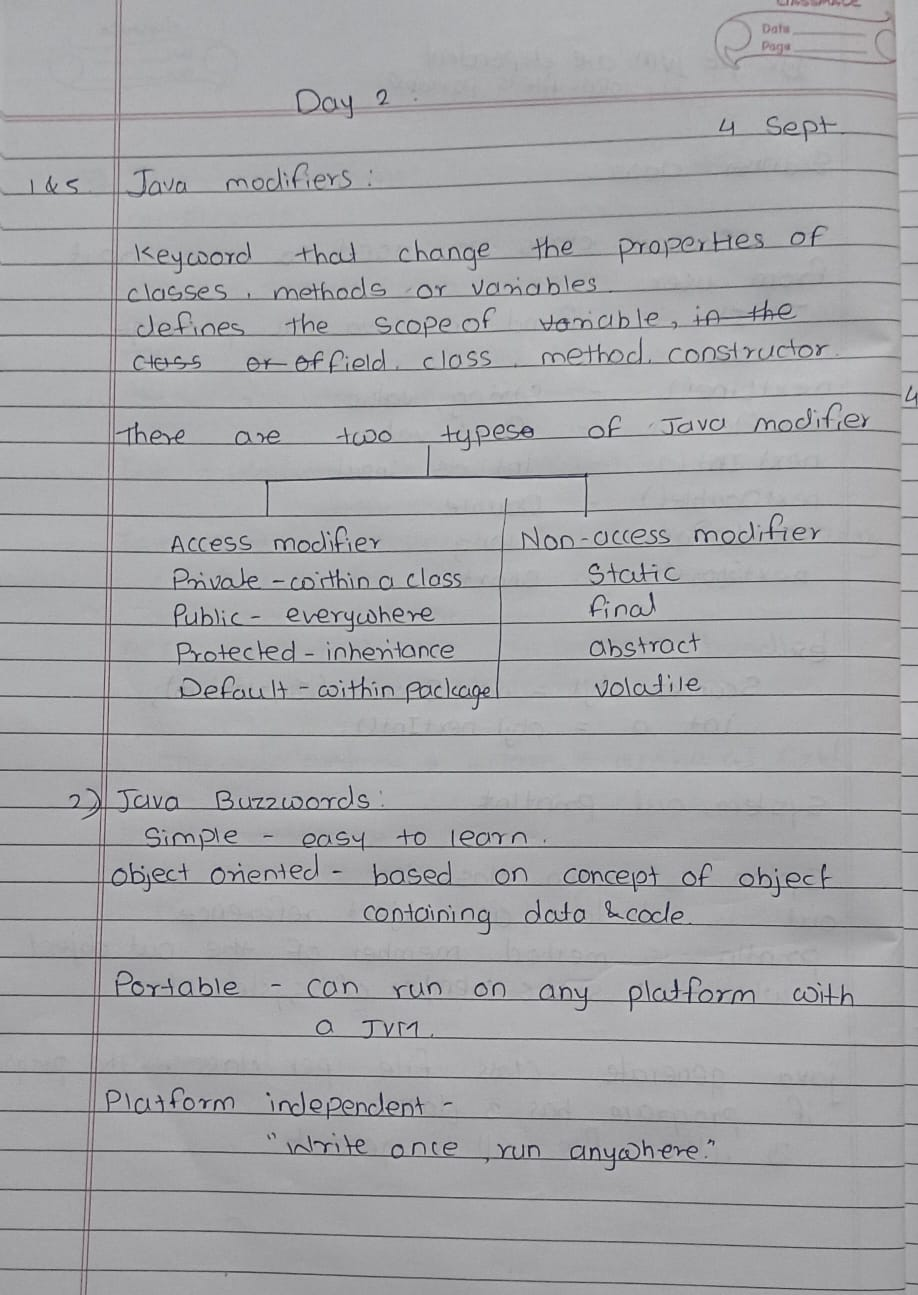 CLASSMATE
Date
Page
Day 2.
4 Sept.
1&5. Java modifiers:
Keyword that change the properties of
classes, methods or variables.
defines the scope of variable, in the
class or of field, class, method, constructor.
There are two types of Java modifier
Access modifier Non-access modifier
Private - within a class Static
Public - everywhere final
Protected - inheritance abstract
Default - within package volatile
2) Java Buzzwords:
Simple - easy to learn.
object oriented - based on concept of object
containing data & code.
Portable - can run on any platform with
a JVM.
Platform independent -
"Write once, run anywhere."